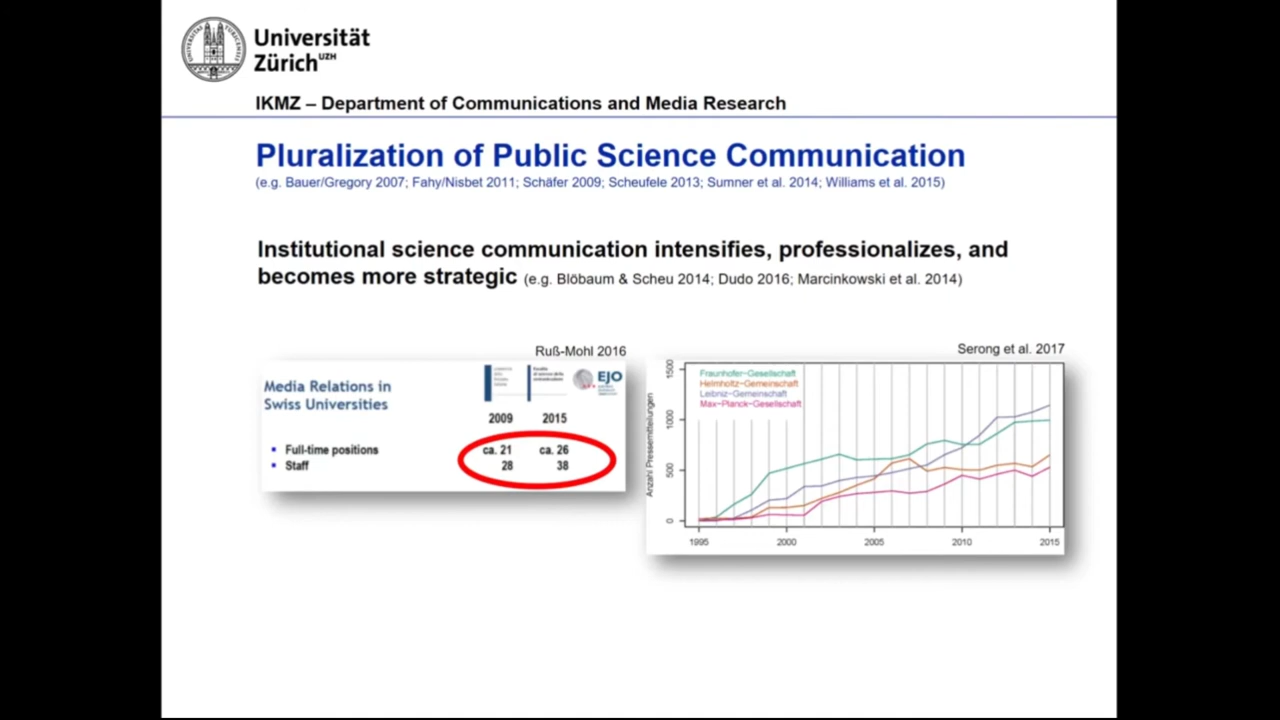 Universität
Zürich UZH
IKMZ – Department of Communications and Media Research
Pluralization of Public Science Communication
(e.g. Bauer/Gregory 2007; Fahy/Nisbet 2011; Schäfer 2009; Scheufele 2013; Sumner et al. 2014; Williams et al. 2015)
Institutional science communication intensifies, professionalizes, and
becomes more strategic (e.g. Blöbaum & Scheu 2014; Dudo 2016; Marcinkowski et al. 2014)
Ruß-Mohl 2016
EJO
Media Relations in
Swiss Universities
2009 2015
Full-time positions ca. 21 ca. 26
Staff 28 38
Serong et al. 2017
Fraunhofer-Gesellschaft
Helmholtz-Gemeinschaft
Leibniz-Gemeinschaft
Max-Planck-Gesellschaft
Anzahl Pressemitteilungen
1500
1000
500
0
1995 2000 2005 2010 2015